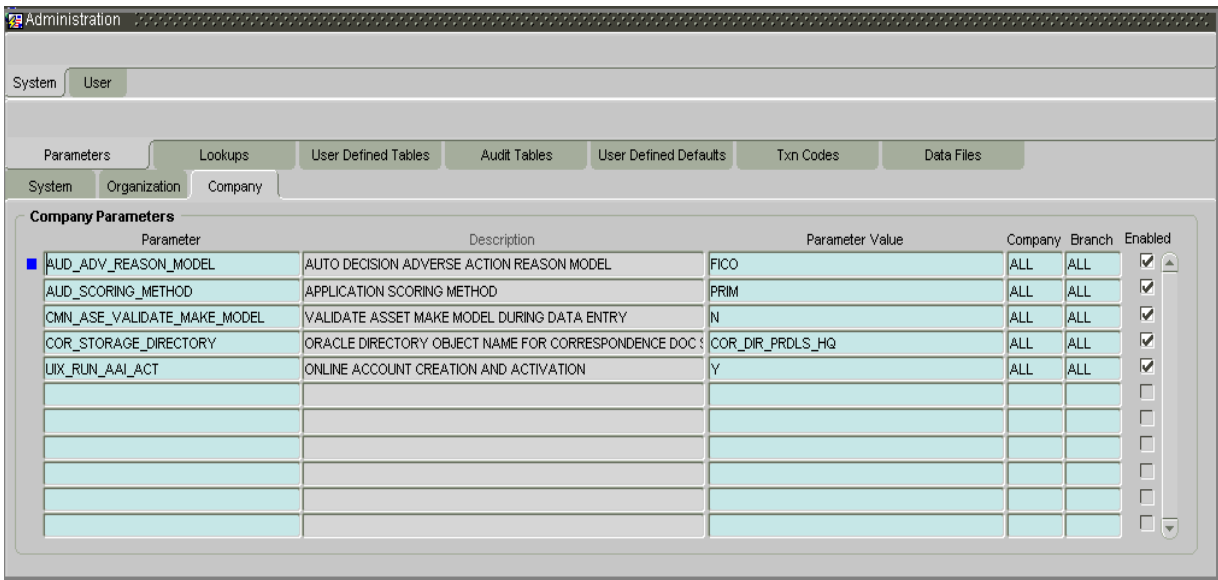 Administration
System User
Parameters Lookups User Defined Tables Audit Tables User Defined Defaults Txn Codes Data Files
System Organization Company
Company Parameters
Parameter Description Parameter Value Company Branch Enabled
AUD_ADV_REASON_MODEL AUTO DECISION ADVERSE ACTION REASON MODEL FICO ALL ALL
AUD_SCORING_METHOD APPLICATION SCORING METHOD PRIM ALL ALL
CMN_ASE_VALIDATE_MAKE_MODEL VALIDATE ASSET MAKE MODEL DURING DATA ENTRY N ALL ALL
COR_STORAGE_DIRECTORY ORACLE DIRECTORY OBJECT NAME FOR CORRESPONDENCE DOC S COR_DIR_PRDLS_HQ ALL ALL
UIX_RUN_AAI_ACT ONLINE ACCOUNT CREATION AND ACTIVATION Y ALL ALL